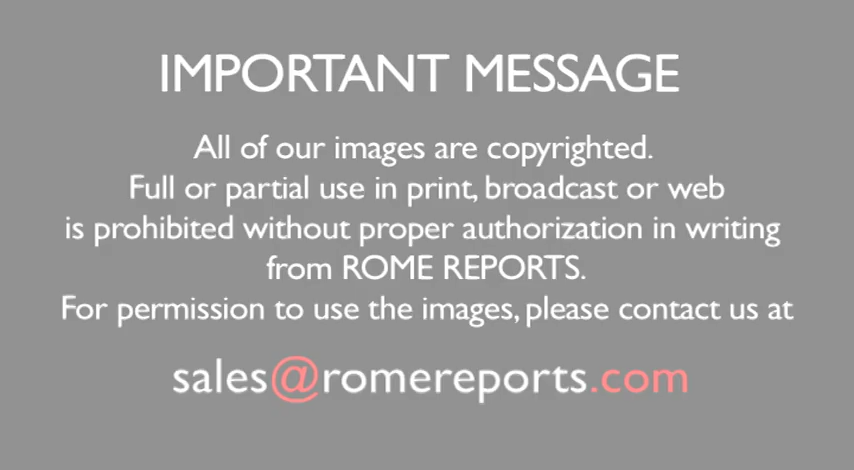 IMPORTANT MESSAGE
All of our images are copyrighted.
Full or partial use in print, broadcast or web
is prohibited without proper authorization in writing
from ROME REPORTS.
For permission to use the images, please contact us at
sales@romereports.com